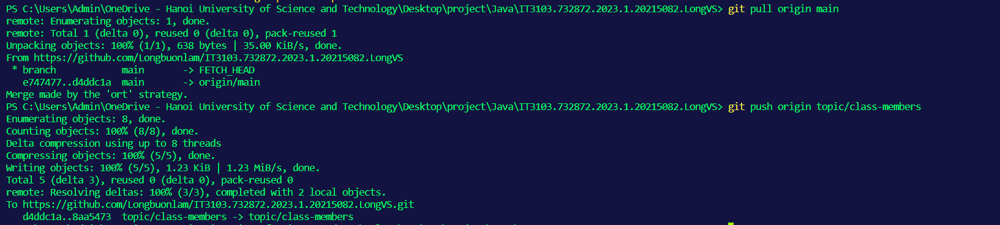 PS C:\Users\Admin\OneDrive - Hanoi University of Science and Technology\Desktop\project\Java\IT3103.732872.2023.1.20215082.LongVS> git pull origin main
remote: Enumerating objects: 1, done.
remote: Total 1 (delta 0), reused 0 (delta 0), pack-reused 1
Unpacking objects: 100% (1/1), 638 bytes | 35.00 KiB/s, done.
From https://github.com/Longbuonlam/IT3103.732872.2023.1.20215082.LongVS
 * branch            main       -> FETCH_HEAD
   e747477..d4ddc1a  main       -> origin/main
Merge made by the 'ort' strategy.
PS C:\Users\Admin\OneDrive - Hanoi University of Science and Technology\Desktop\project\Java\IT3103.732872.2023.1.20215082.LongVS> git push origin topic/class-members
Enumerating objects: 8, done.
Counting objects: 100% (8/8), done.
Delta compression using up to 8 threads
Compressing objects: 100% (5/5), done.
Writing objects: 100% (5/5), 1.23 KiB | 1.23 MiB/s, done.
Total 5 (delta 3), reused 0 (delta 0), pack-reused 0
remote: Resolving deltas: 100% (3/3), completed with 2 local objects.
To https://github.com/Longbuonlam/IT3103.732872.2023.1.20215082.LongVS.git
   d4ddc1a..8aa5473  topic/class-members -> topic/class-members